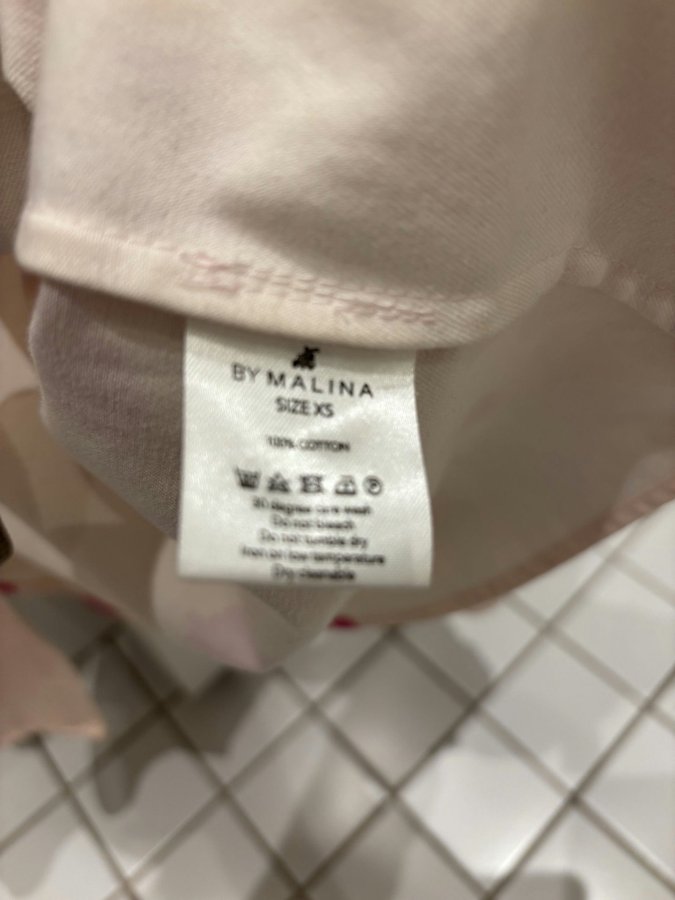 BY MALINA
SIZE XS
100% COTTON
30 degree care wash
Do not bleach
Do not tumble dry
Iron on low temperature
Dry cleanable